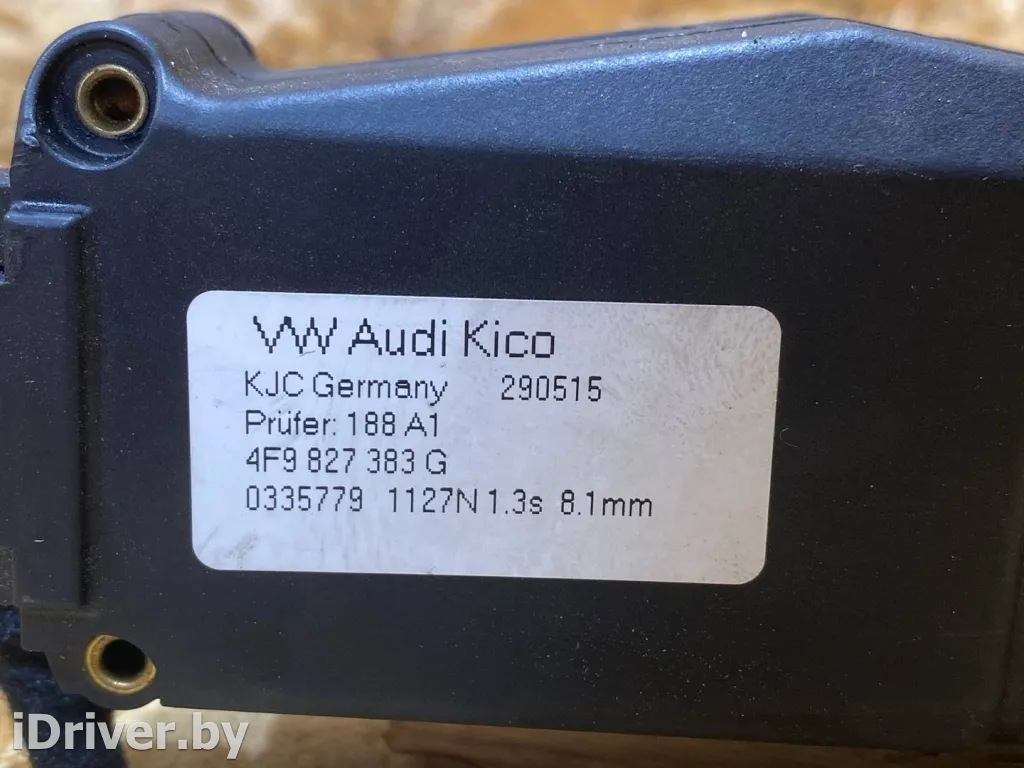 VW Audi Kico
KJC Germany 290515
Prüfer: 188 A1
4F9 827 383 G
0335779 1127N 1.3s 8.1mm
iDriver.by